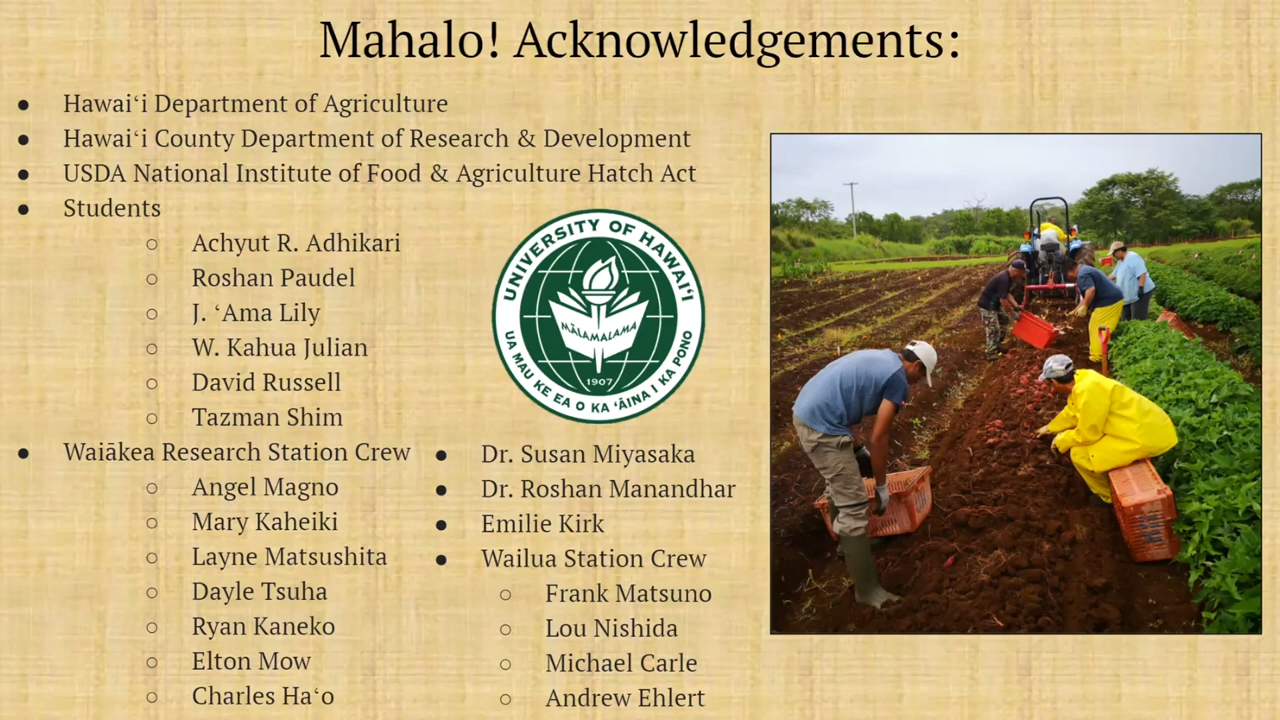 Mahalo! Acknowledgements:
● Hawaiʻi Department of Agriculture
● Hawaiʻi County Department of Research & Development
● USDA National Institute of Food & Agriculture Hatch Act
● Students
○ Achyut R. Adhikari
○ Roshan Paudel
○ J. ʻAma Lily
○ W. Kahua Julian
○ David Russell
○ Tazman Shim
● Waiākea Research Station Crew
○ Angel Magno
○ Mary Kaheiki
○ Layne Matsushita
○ Dayle Tsuha
○ Ryan Kaneko
○ Elton Mow
○ Charles Haʻo
UNIVERSITY OF HAWAIʻI
MĀLAMALAMA
1907
UA MAU KE EA O KA ʻĀINA I KA PONO
● Dr. Susan Miyasaka
● Dr. Roshan Manandhar
● Emilie Kirk
● Wailua Station Crew
○ Frank Matsuno
○ Lou Nishida
○ Michael Carle
○ Andrew Ehlert